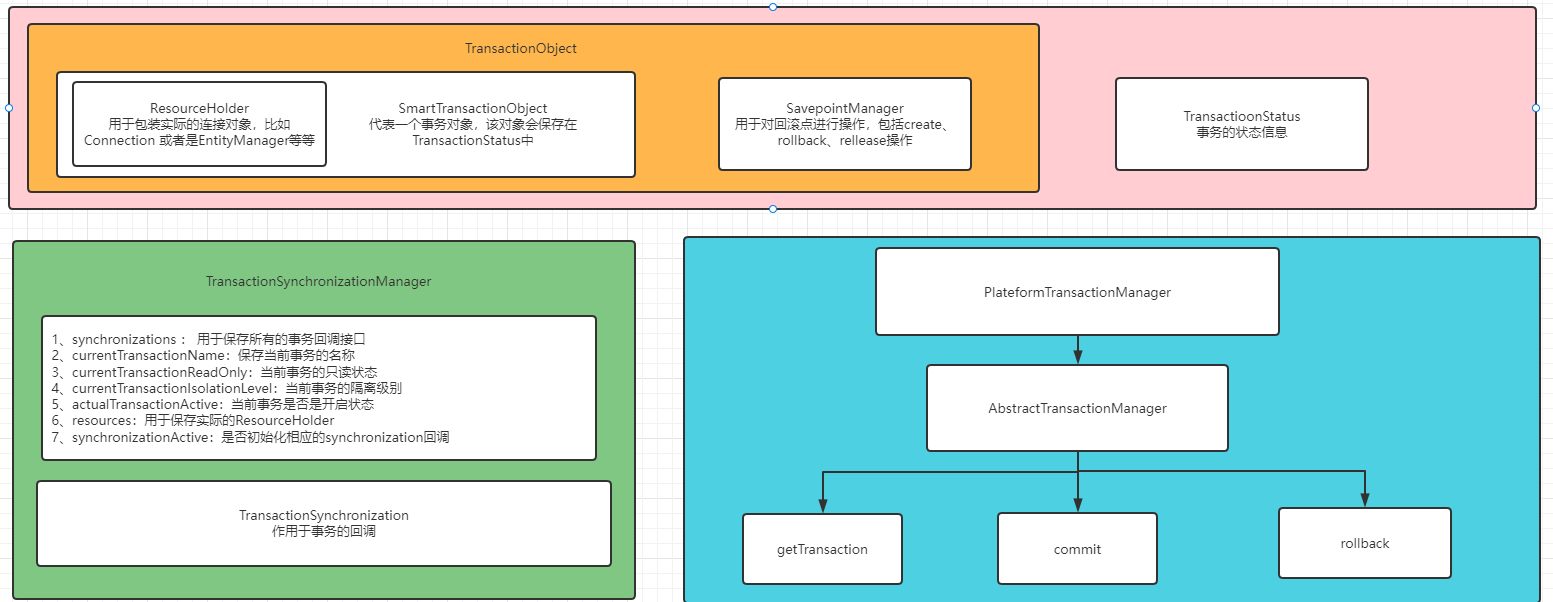 TransactionObject
ResourceHolder
用于包装实际的连接对象，比如
Connection 或者是EntityManager等等
SmartTransactionObject
代表一个事务对象，该对象会保存在
TransactionStatus中
SavepointManager
用于对回滚点进行操作，包括create、
rollback、rellease操作
TransactioonStatus
事务的状态信息
TransactionSynchronizationManager
1、synchronizations ： 用于保存所有的事务回调接口
2、currentTransactionName：保存当前事务的名称
3、currentTransactionReadOnly：当前事务的只读状态
4、currentTransactionIsolationLevel：当前事务的隔离级别
5、actualTransactionActive：当前事务是否是开启状态
6、resources：用于保存实际的ResourceHolder
7、synchronizationActive：是否初始化相应的synchronization回调
TransactionSynchronization
作用于事务的回调
PlateformTransactionManager
AbstractTransactionManager
getTransaction
commit
rollback